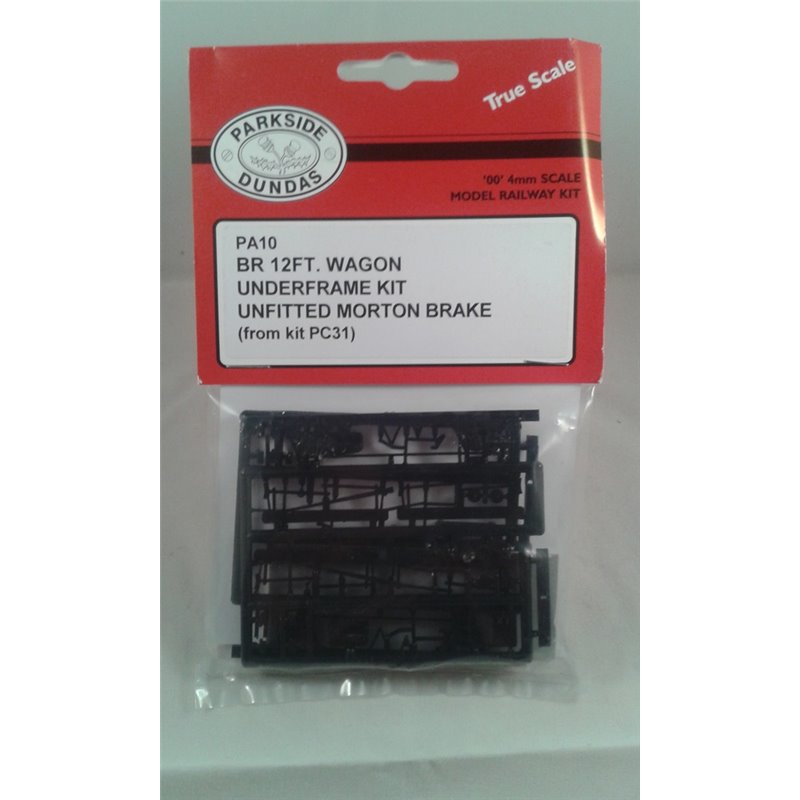 True Scale
PARKSIDE
DUNDAS
'00' 4mm SCALE
MODEL RAILWAY KIT
PA10
BR 12FT. WAGON
UNDERFRAME KIT
UNFITTED MORTON BRAKE
(from kit PC31)